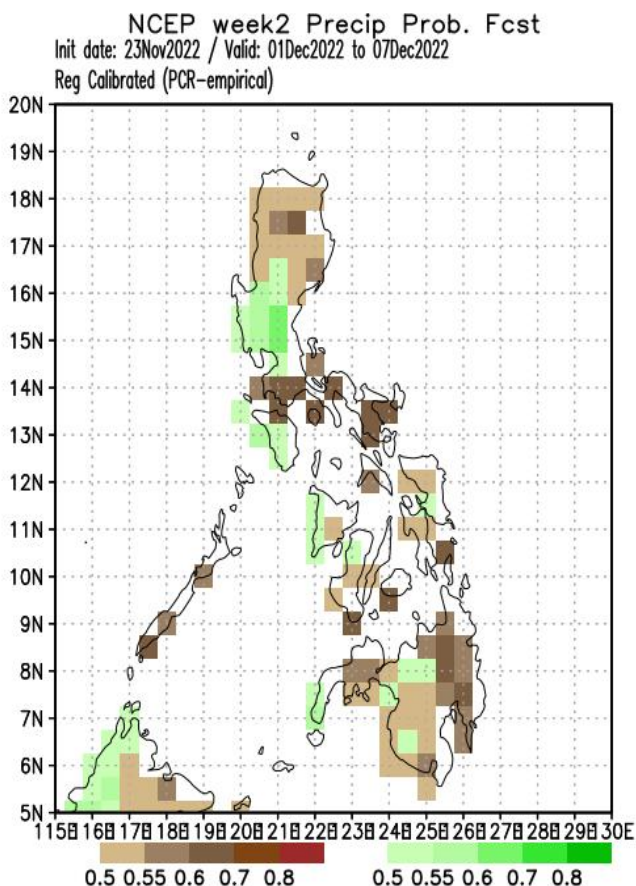 NCEP week2 Precip Prob. Fcst
Init date: 23Nov2022 / Valid: 01Dec2022 to 07Dec2022
Reg Calibrated (PCR-empirical)
20N
19N
18N
17N
16N
15N
14N
13N
12N
11N
10N
9N
8N
7N
6N
5N
115E 116E 117E 118E 119E 120E 121E 122E 123E 124E 125E 126E 127E 128E 129E 130E
0.5 0.55 0.6 0.7 0.8 0.5 0.55 0.6 0.7 0.8